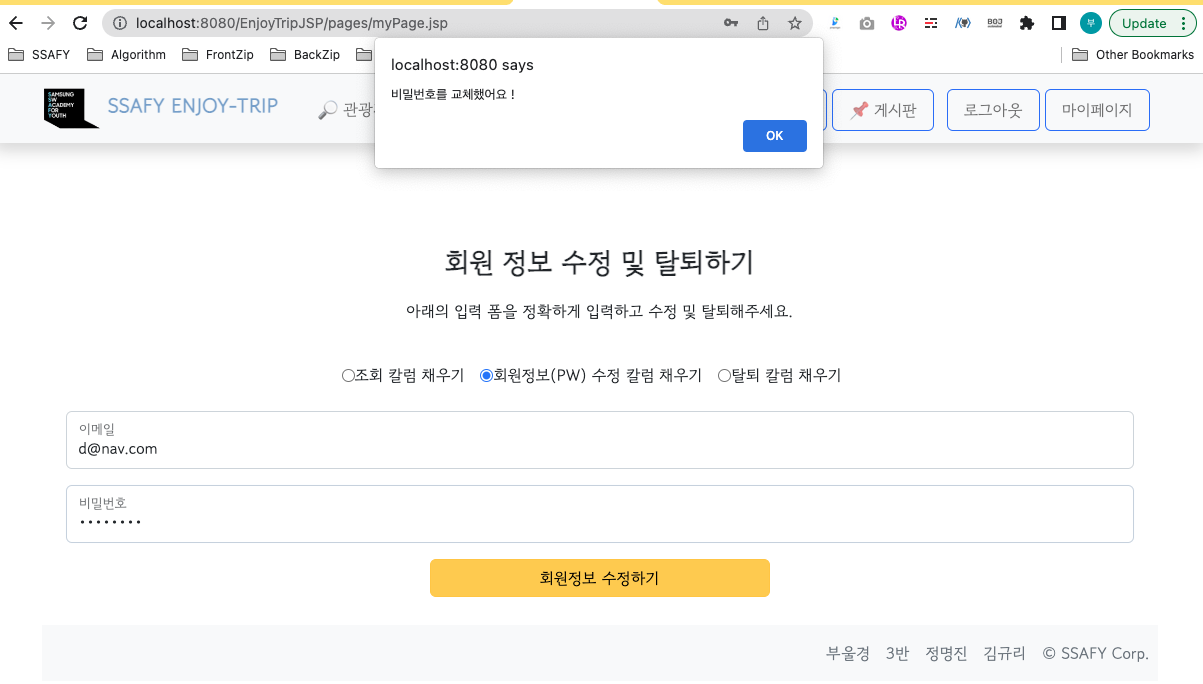 localhost:8080/EnjoyTripJSP/pages/myPage.jsp
BOJ
부
Update
SSAFY
Algorithm
FrontZip
BackZip
Other Bookmarks
localhost:8080 says
비밀번호를 교체했어요 !
OK
SAMSUNG
SW
ACADEMY
FOR
YOUTH
SSAFY ENJOY-TRIP
관광
게시판
로그아웃
마이페이지
회원 정보 수정 및 탈퇴하기
아래의 입력 폼을 정확하게 입력하고 수정 및 탈퇴해주세요.
조회 칼럼 채우기 회원정보(PW) 수정 칼럼 채우기 탈퇴 칼럼 채우기
이메일
d@nav.com
비밀번호
••••••••
회원정보 수정하기
부울경 3반 정명진 김규리 © SSAFY Corp.